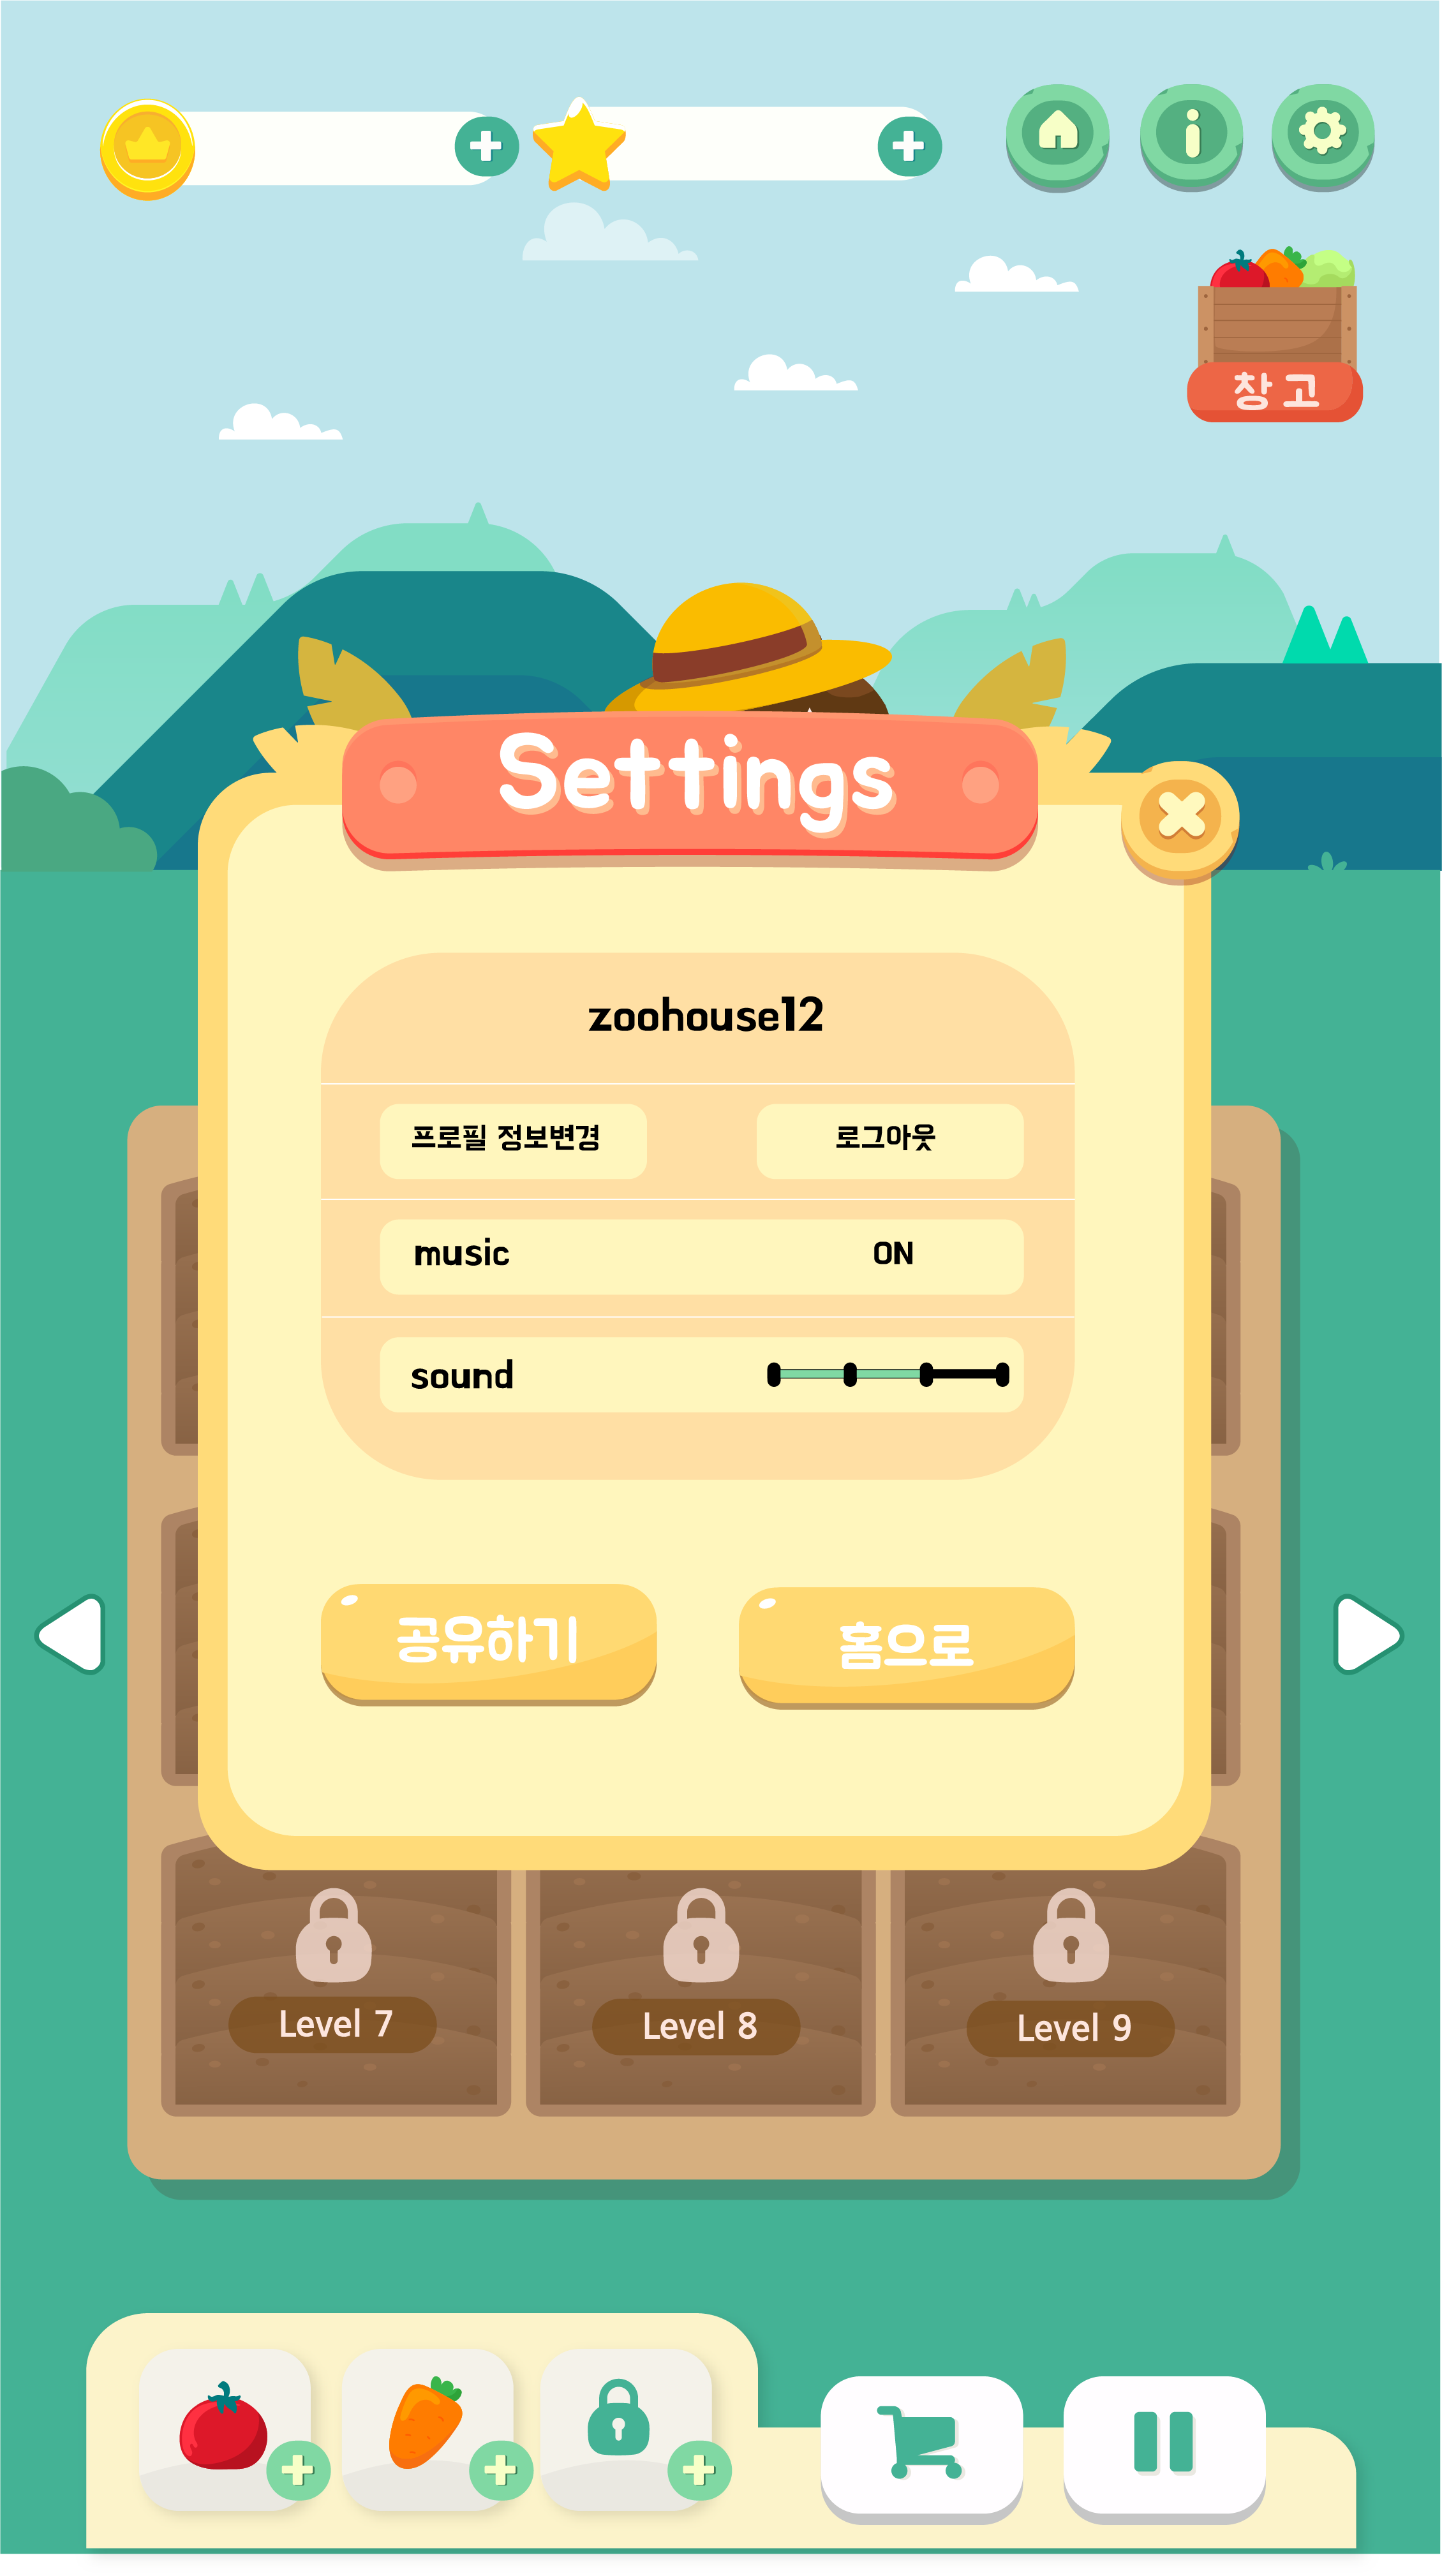 창고
Settings
zoohouse12
프로필 정보변경
로그아웃
music ON
sound
공유하기
홈으로
Level 7
Level 8
Level 9